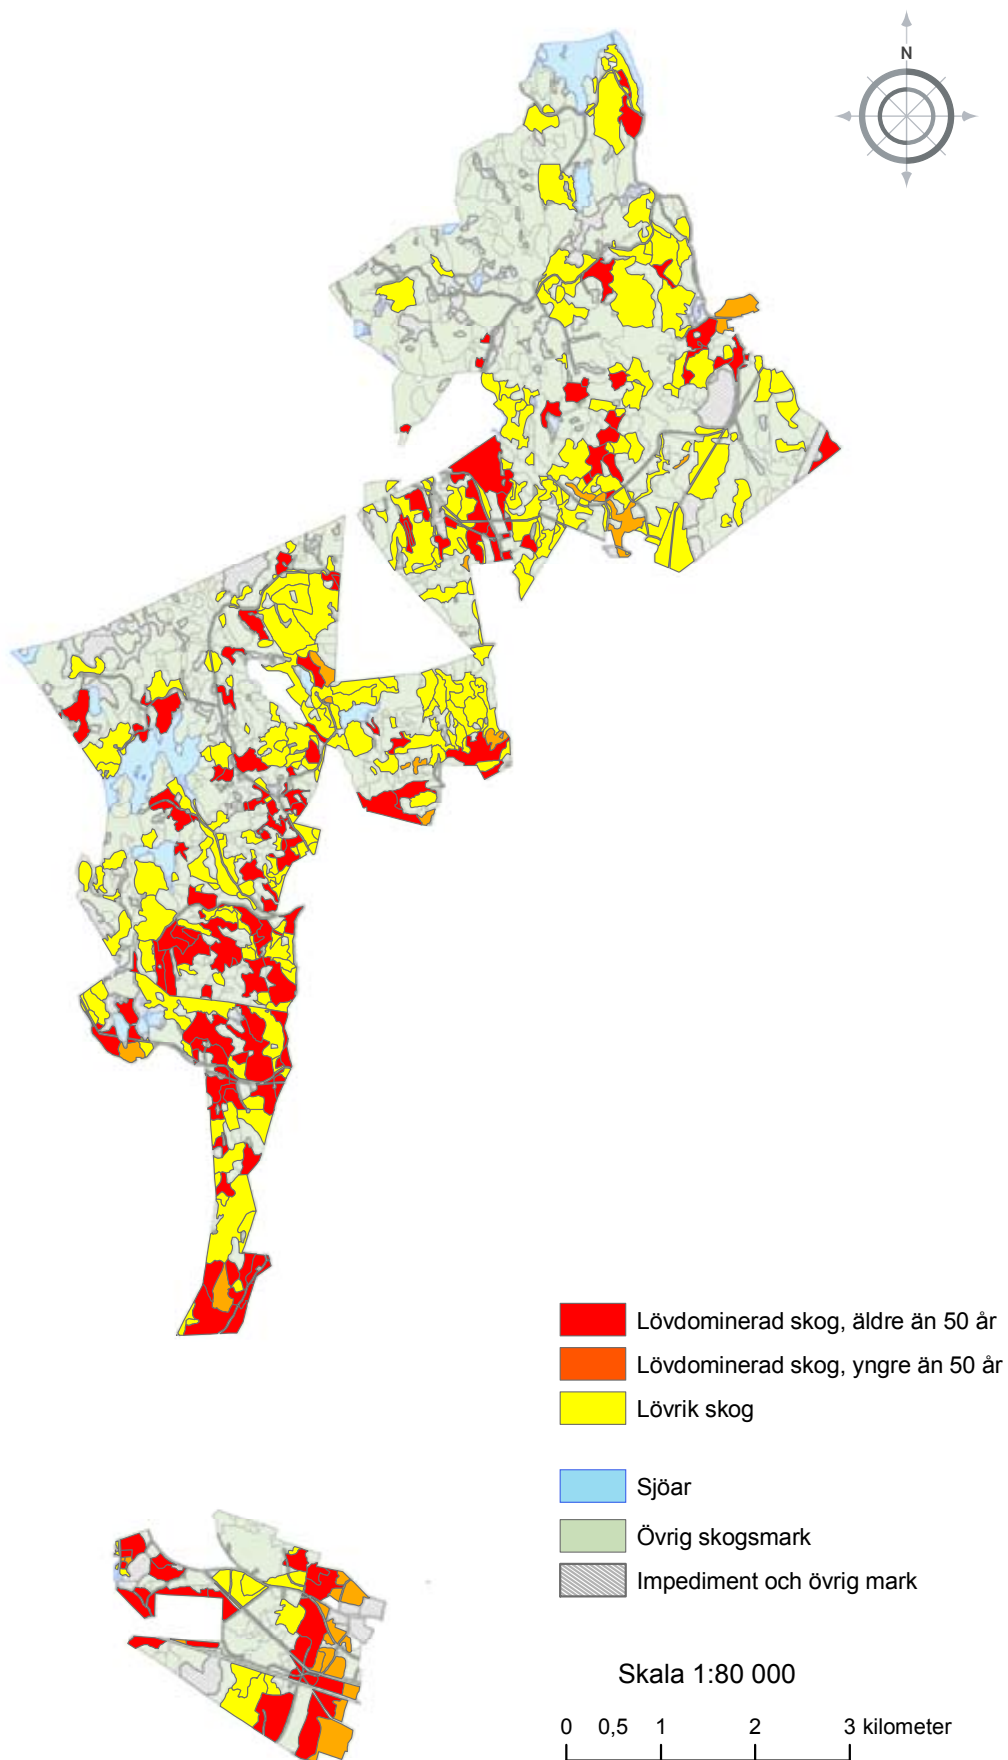 N
Lövdominerad skog, äldre än 50 år
Lövdominerad skog, yngre än 50 år
Lövrik skog
Sjöar
Övrig skogsmark
Impediment och övrig mark
Skala 1:80 000
0 0,5 1 2 3 kilometer